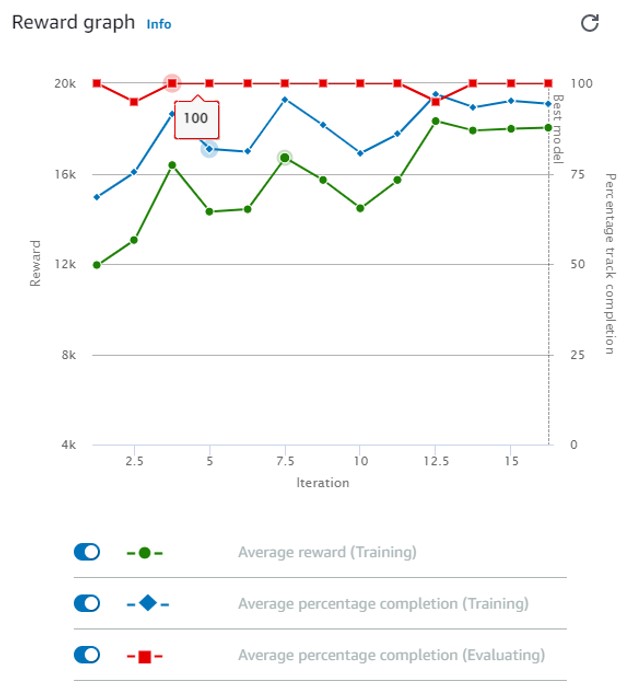 Reward graph Info
20k
100
100
Best model
16k
75
Reward
Percentage track completion
12k
50
8k
25
4k
0
2.5 5 7.5 10 12.5 15
Iteration
Average reward (Training)
Average percentage completion (Training)
Average percentage completion (Evaluating)